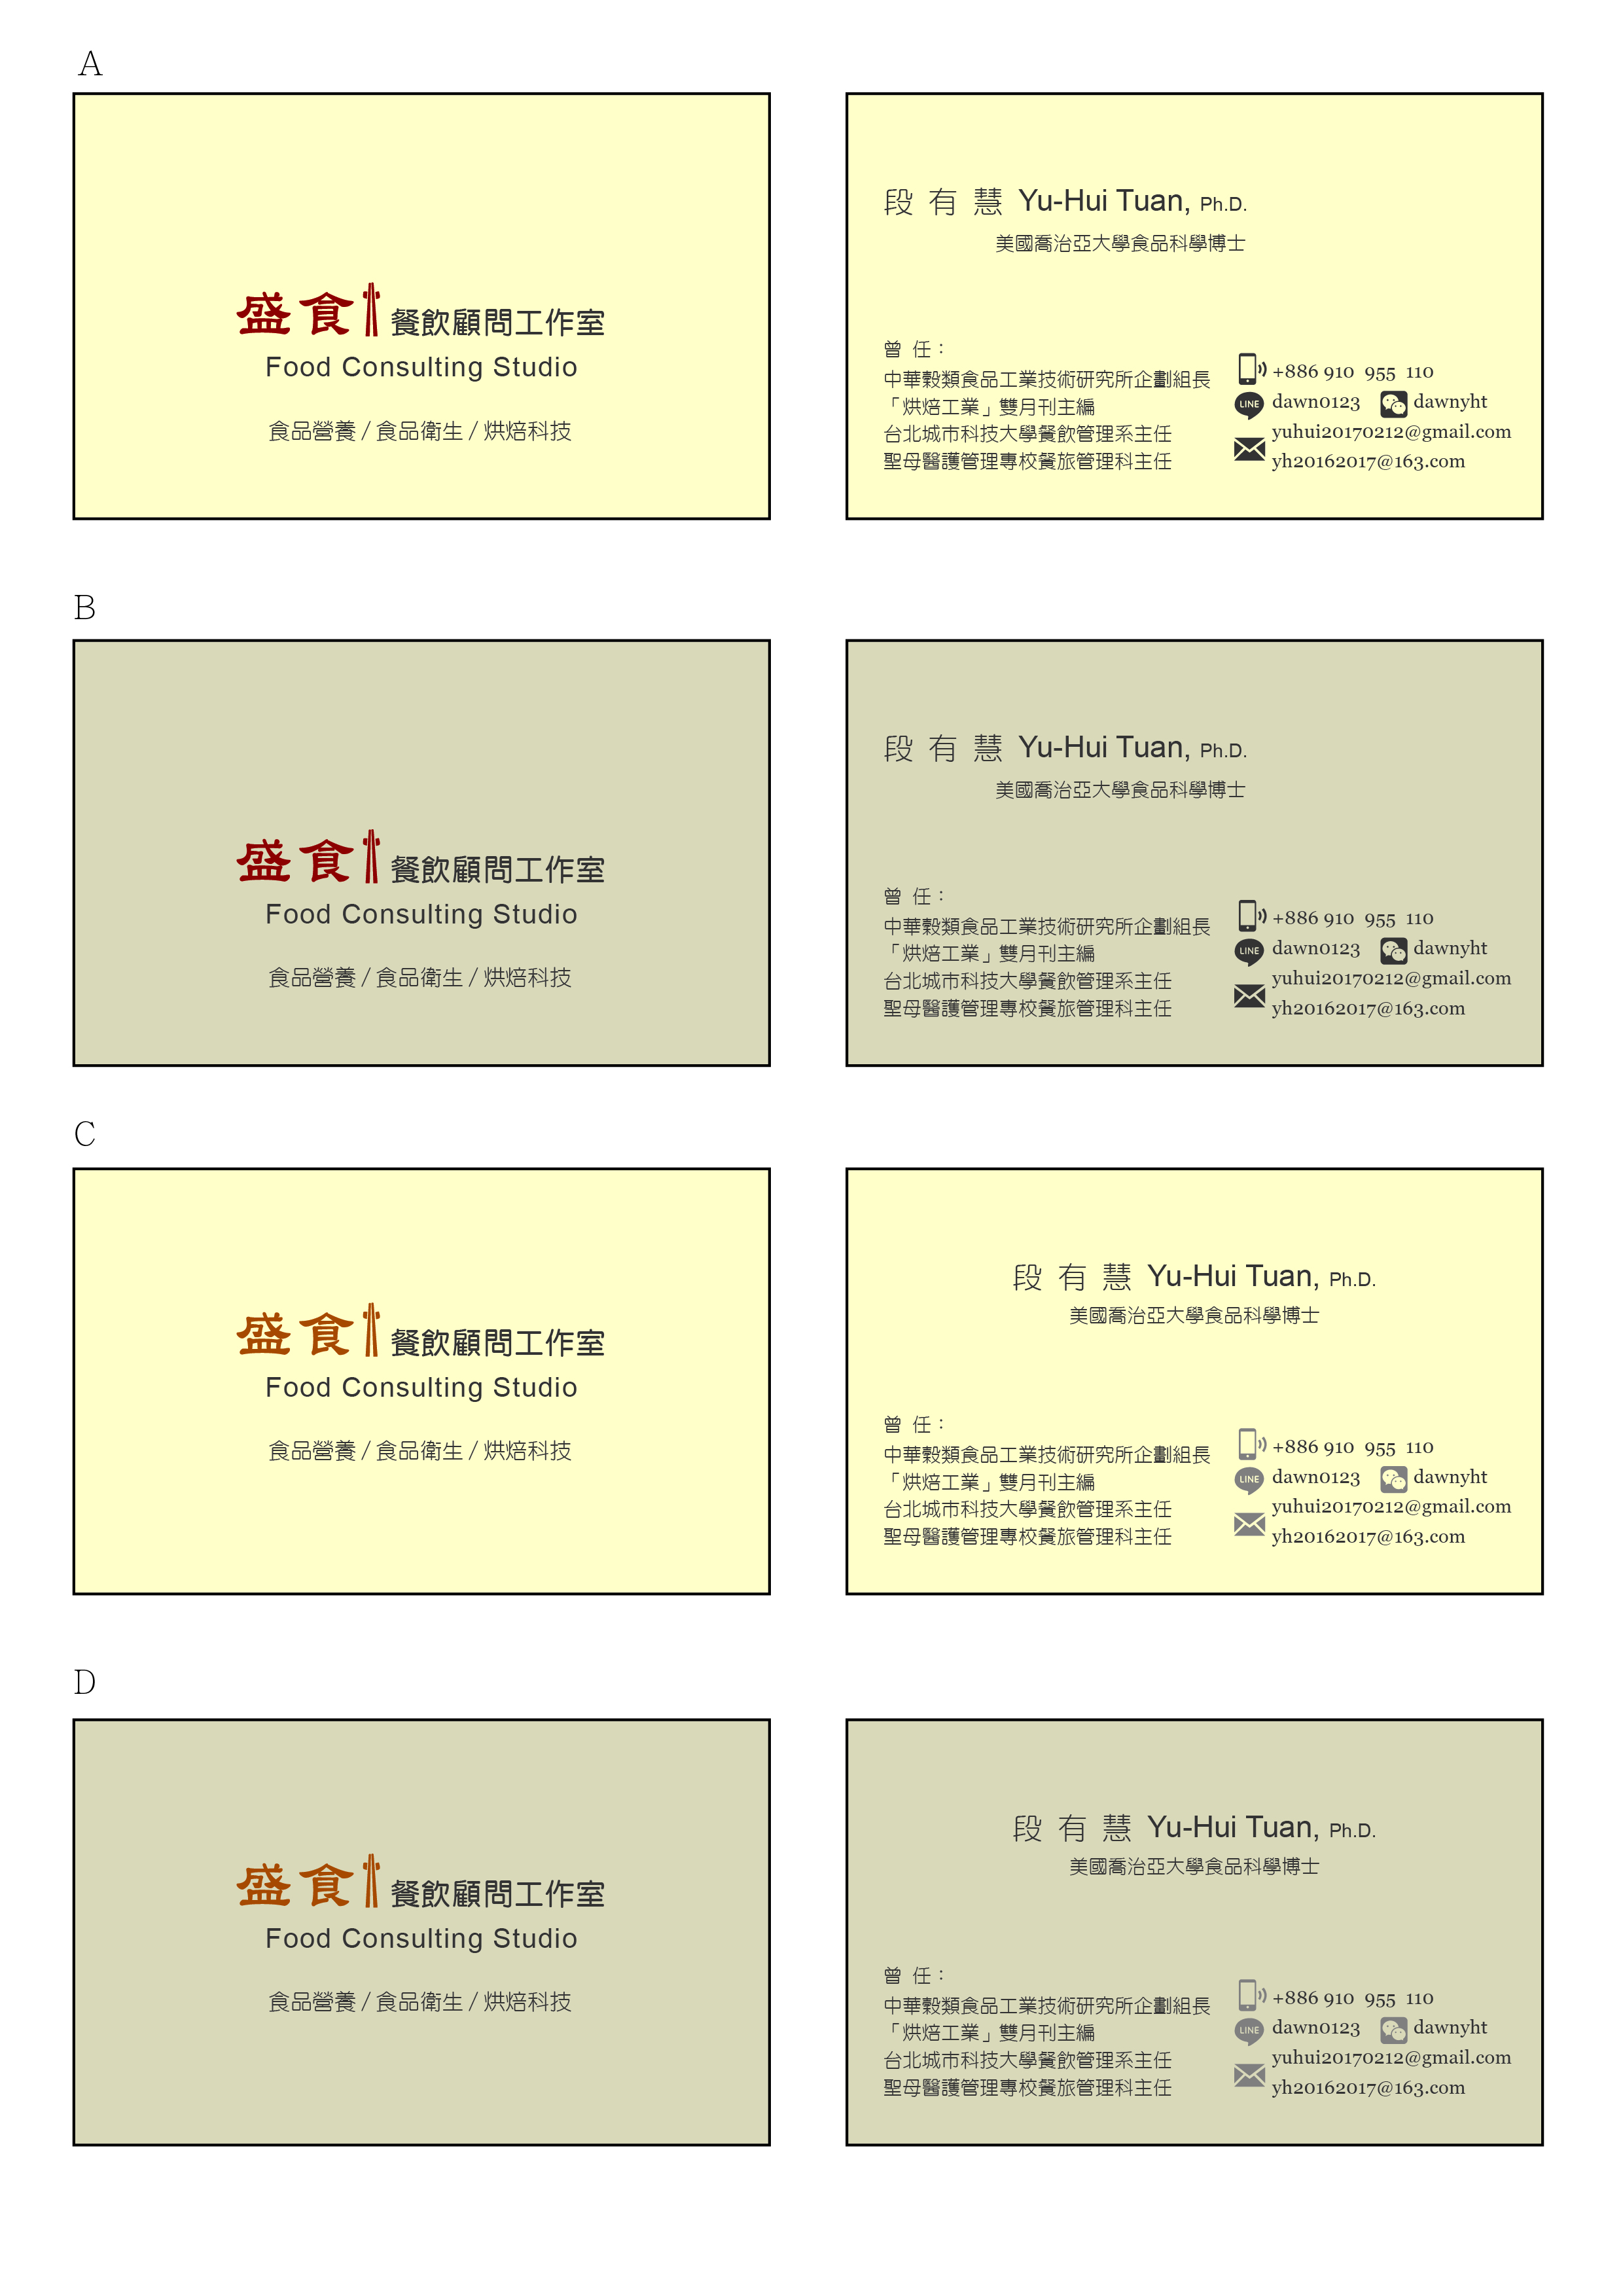 A
盛食 餐飲顧問工作室
Food Consulting Studio
食品營養 / 食品衛生 / 烘焙科技
段 有 慧 Yu-Hui Tuan, Ph.D.
美國喬治亞大學食品科學博士
曾 任：
中華穀類食品工業技術研究所企劃組長
「烘焙工業」雙月刊主編
台北城市科技大學餐飲管理系主任
聖母醫護管理專校餐旅管理科主任
+886 910 955 110
LINE dawn0123 dawnyht
yuhui20170212@gmail.com
yh20162017@163.com
B
盛食 餐飲顧問工作室
Food Consulting Studio
食品營養 / 食品衛生 / 烘焙科技
段 有 慧 Yu-Hui Tuan, Ph.D.
美國喬治亞大學食品科學博士
曾 任：
中華穀類食品工業技術研究所企劃組長
「烘焙工業」雙月刊主編
台北城市科技大學餐飲管理系主任
聖母醫護管理專校餐旅管理科主任
+886 910 955 110
LINE dawn0123 dawnyht
yuhui20170212@gmail.com
yh20162017@163.com
C
盛食 餐飲顧問工作室
Food Consulting Studio
食品營養 / 食品衛生 / 烘焙科技
段 有 慧 Yu-Hui Tuan, Ph.D.
美國喬治亞大學食品科學博士
曾 任：
中華穀類食品工業技術研究所企劃組長
「烘焙工業」雙月刊主編
台北城市科技大學餐飲管理系主任
聖母醫護管理專校餐旅管理科主任
+886 910 955 110
LINE dawn0123 dawnyht
yuhui20170212@gmail.com
yh20162017@163.com
D
盛食 餐飲顧問工作室
Food Consulting Studio
食品營養 / 食品衛生 / 烘焙科技
段 有 慧 Yu-Hui Tuan, Ph.D.
美國喬治亞大學食品科學博士
曾 任：
中華穀類食品工業技術研究所企劃組長
「烘焙工業」雙月刊主編
台北城市科技大學餐飲管理系主任
聖母醫護管理專校餐旅管理科主任
+886 910 955 110
LINE dawn0123 dawnyht
yuhui20170212@gmail.com
yh20162017@163.com